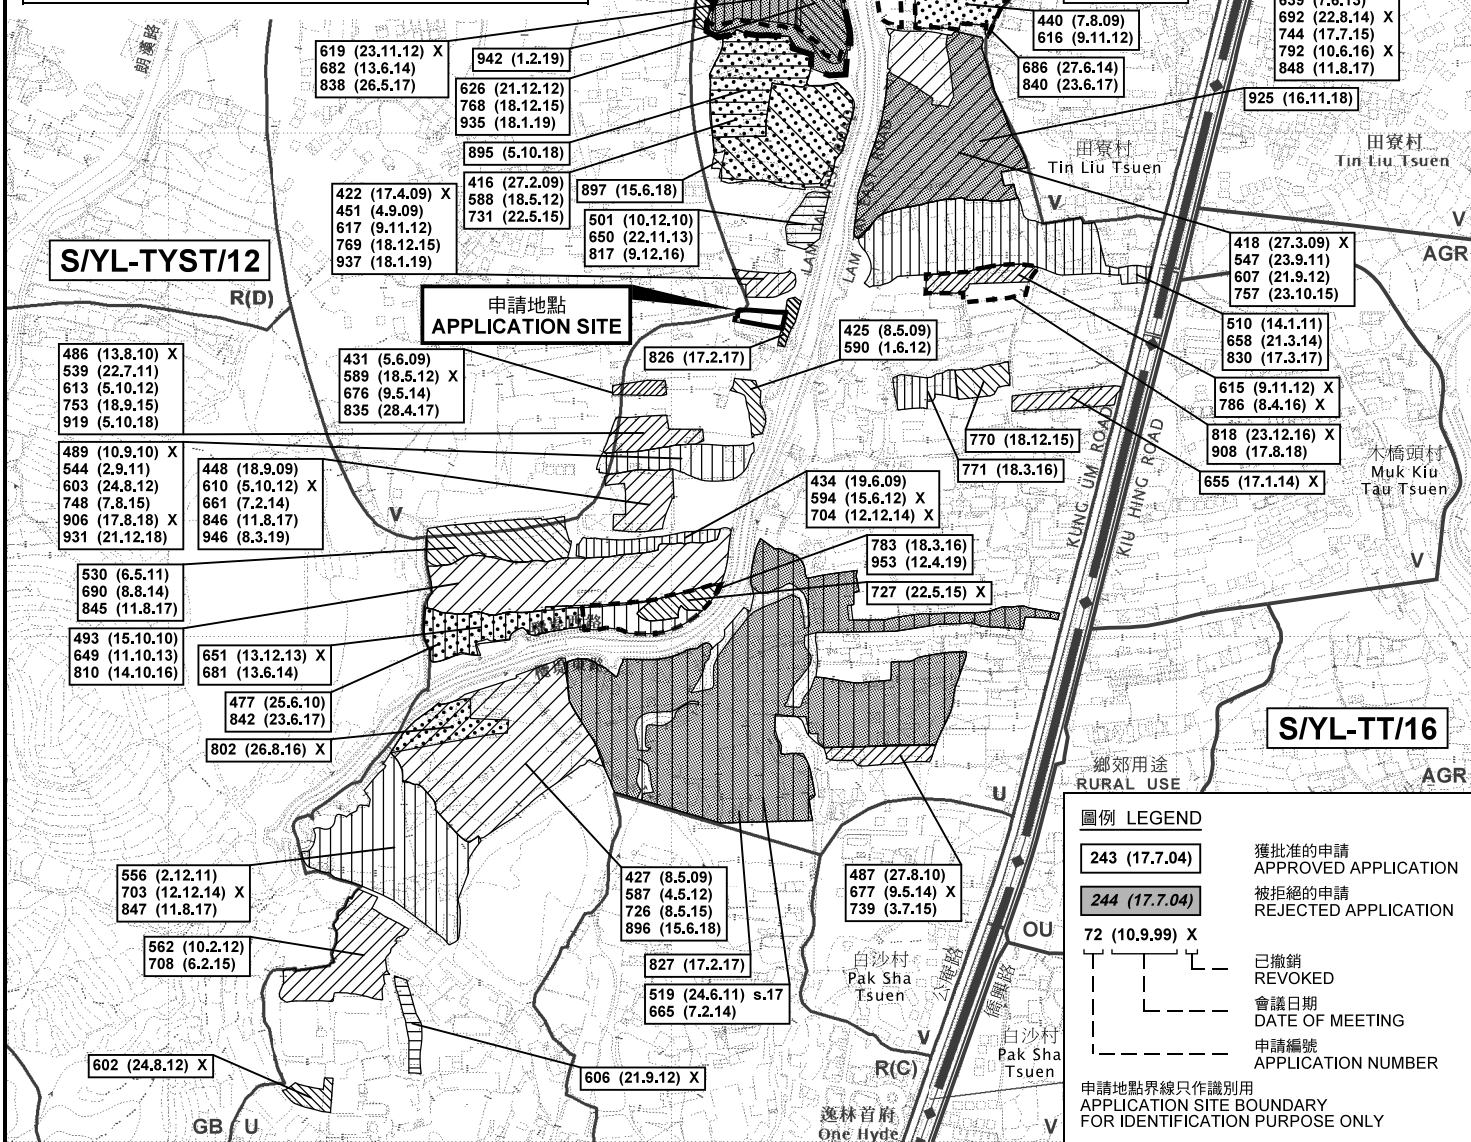 639 (7.6.13)
692 (22.8.14) X
744 (17.7.15)
792 (10.6.16) X
848 (11.8.17)
440 (7.8.09)
616 (9.11.12)
朗漢路
619 (23.11.12) X
682 (13.6.14)
838 (26.5.17)
942 (1.2.19)
686 (27.6.14)
840 (23.6.17)
626 (21.12.12)
768 (18.12.15)
935 (18.1.19)
925 (16.11.18)
895 (5.10.18)
田寮村
Tin Liu Tsuen
田寮村
Tin Liu Tsuen
416 (27.2.09)
588 (18.5.12)
731 (22.5.15)
897 (15.6.18)
422 (17.4.09) X
451 (4.9.09)
617 (9.11.12)
769 (18.12.15)
937 (18.1.19)
501 (10.12.10)
650 (22.11.13)
817 (9.12.16)
V
V
AGR
LAM TAI
LAM
EAST ROAD
S/YL-TYST/12
R(D)
418 (27.3.09) X
547 (23.9.11)
607 (21.9.12)
757 (23.10.15)
申請地點
APPLICATION SITE
425 (8.5.09)
590 (1.6.12)
510 (14.1.11)
658 (21.3.14)
830 (17.3.17)
826 (17.2.17)
486 (13.8.10) X
539 (22.7.11)
613 (5.10.12)
753 (18.9.15)
919 (5.10.18)
431 (5.6.09)
589 (18.5.12) X
676 (9.5.14)
835 (28.4.17)
615 (9.11.12) X
786 (8.4.16) X
770 (18.12.15)
818 (23.12.16) X
908 (17.8.18)
771 (18.3.16)
655 (17.1.14) X
木橋頭村
Muk Kiu
Tau Tsuen
KUNG UM ROAD
KIU HING ROAD
489 (10.9.10) X
544 (2.9.11)
603 (24.8.12)
748 (7.8.15)
906 (17.8.18) X
931 (21.12.18)
448 (18.9.09)
610 (5.10.12) X
661 (7.2.14)
846 (11.8.17)
946 (8.3.19)
434 (19.6.09)
594 (15.6.12) X
704 (12.12.14) X
V
783 (18.3.16)
953 (12.4.19)
V
530 (6.5.11)
690 (8.8.14)
845 (11.8.17)
727 (22.5.15) X
493 (15.10.10)
649 (11.10.13)
810 (14.10.16)
651 (13.12.13) X
681 (13.6.14)
477 (25.6.10)
842 (23.6.17)
802 (26.8.16) X
S/YL-TT/16
鄉郊用途
RURAL USE
AGR
U
圖例 LEGEND
243 (17.7.04)
獲批准的申請
APPROVED APPLICATION
244 (17.7.04)
被拒絕的申請
REJECTED APPLICATION
72 (10.9.99) X
已撤銷
REVOKED
會議日期
DATE OF MEETING
申請編號
APPLICATION NUMBER
申請地點界線只作識別用
APPLICATION SITE BOUNDARY
FOR IDENTIFICATION PURPOSE ONLY
556 (2.12.11)
703 (12.12.14) X
847 (11.8.17)
427 (8.5.09)
587 (4.5.12)
726 (8.5.15)
896 (15.6.18)
487 (27.8.10)
677 (9.5.14) X
739 (3.7.15)
OU
562 (10.2.12)
708 (6.2.15)
827 (17.2.17)
519 (24.6.11) s.17
665 (7.2.14)
白沙村
Pak Sha
Tsuen
公庵路
僑興路
V
白沙村
Pak Sha
Tsuen
R(C)
602 (24.8.12) X
606 (21.9.12) X
GB
U
逸林首府
One Hyde
V